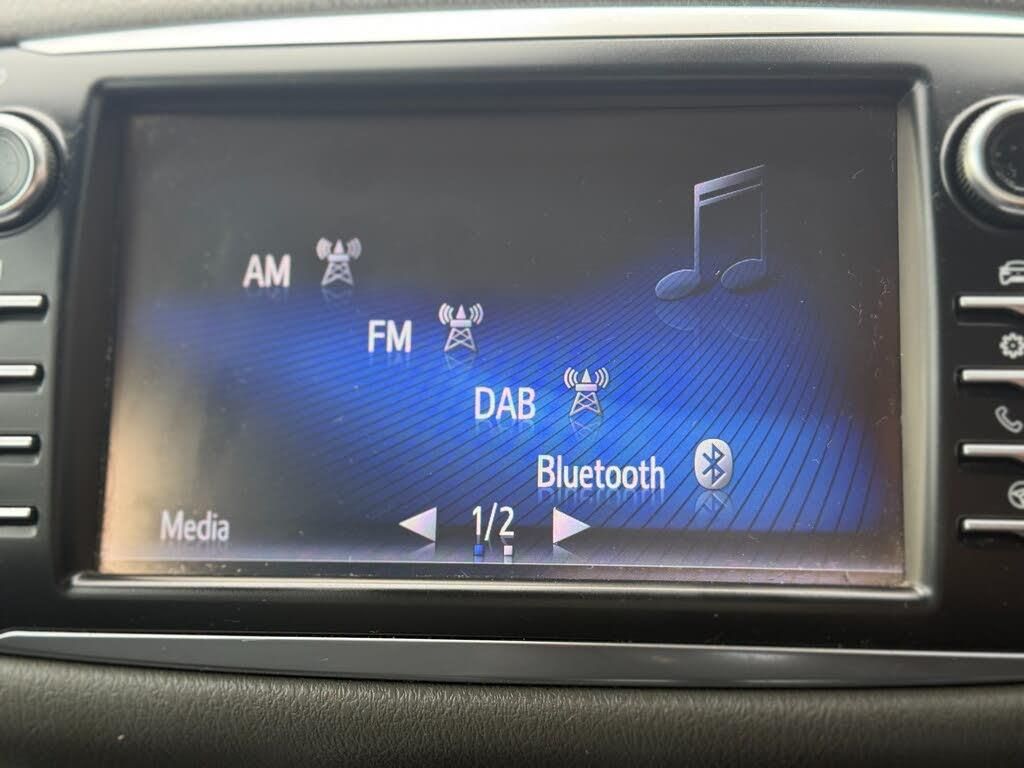 AM
FM
DAB
Bluetooth
Media
1/2